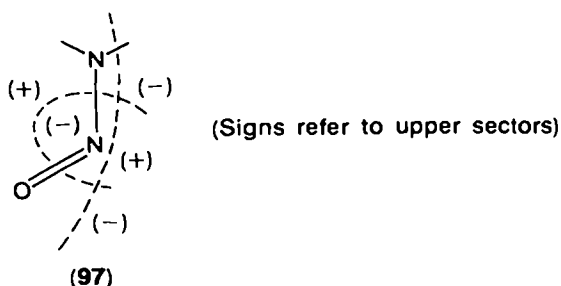 N
(+) (−)
(−) (Signs refer to upper sectors)
N
(+)
O
(−)
(97)